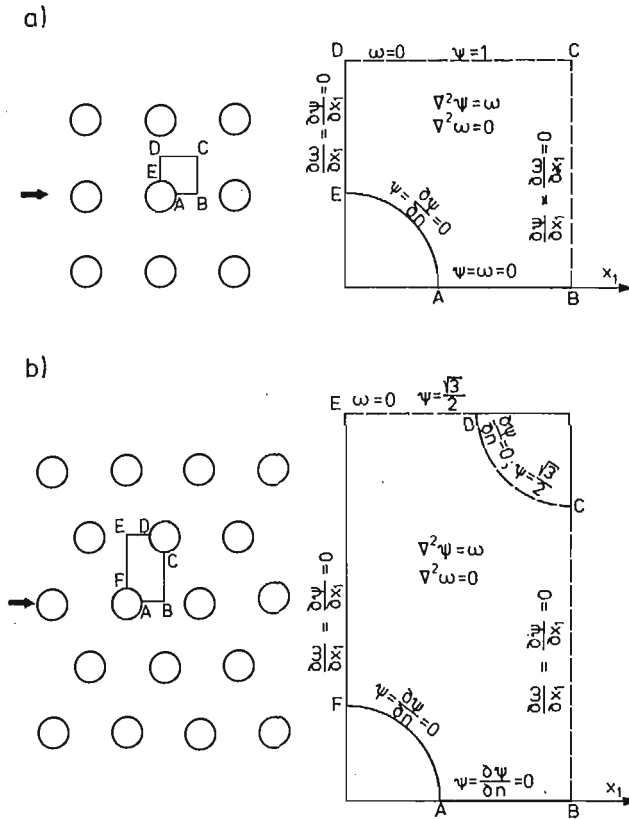 a)
D ω=0 ψ=1 C
∂ω/∂x₁ = ∂ψ/∂x₁ = 0
∇²ψ=ω
∇²ω=0
∂ψ/∂x₁ × ∂ω/∂x₁ = 0
D C
E
A B
E
ψ = ∂ψ/∂n = 0
ψ=ω=0
x₁
A B
b)
E ω=0 ψ=√3/2
D
∂ψ/∂n=0; ψ=√3/2
C
E D
C
F
A B
∇²ψ=ω
∇²ω=0
∂ω/∂x₁ = ∂ψ/∂x₁ = 0
∂ω/∂x₁ = ∂ψ/∂x₁ = 0
F
ψ = ∂ψ/∂n = 0
ψ = ∂ψ/∂n = 0
x₁
A B